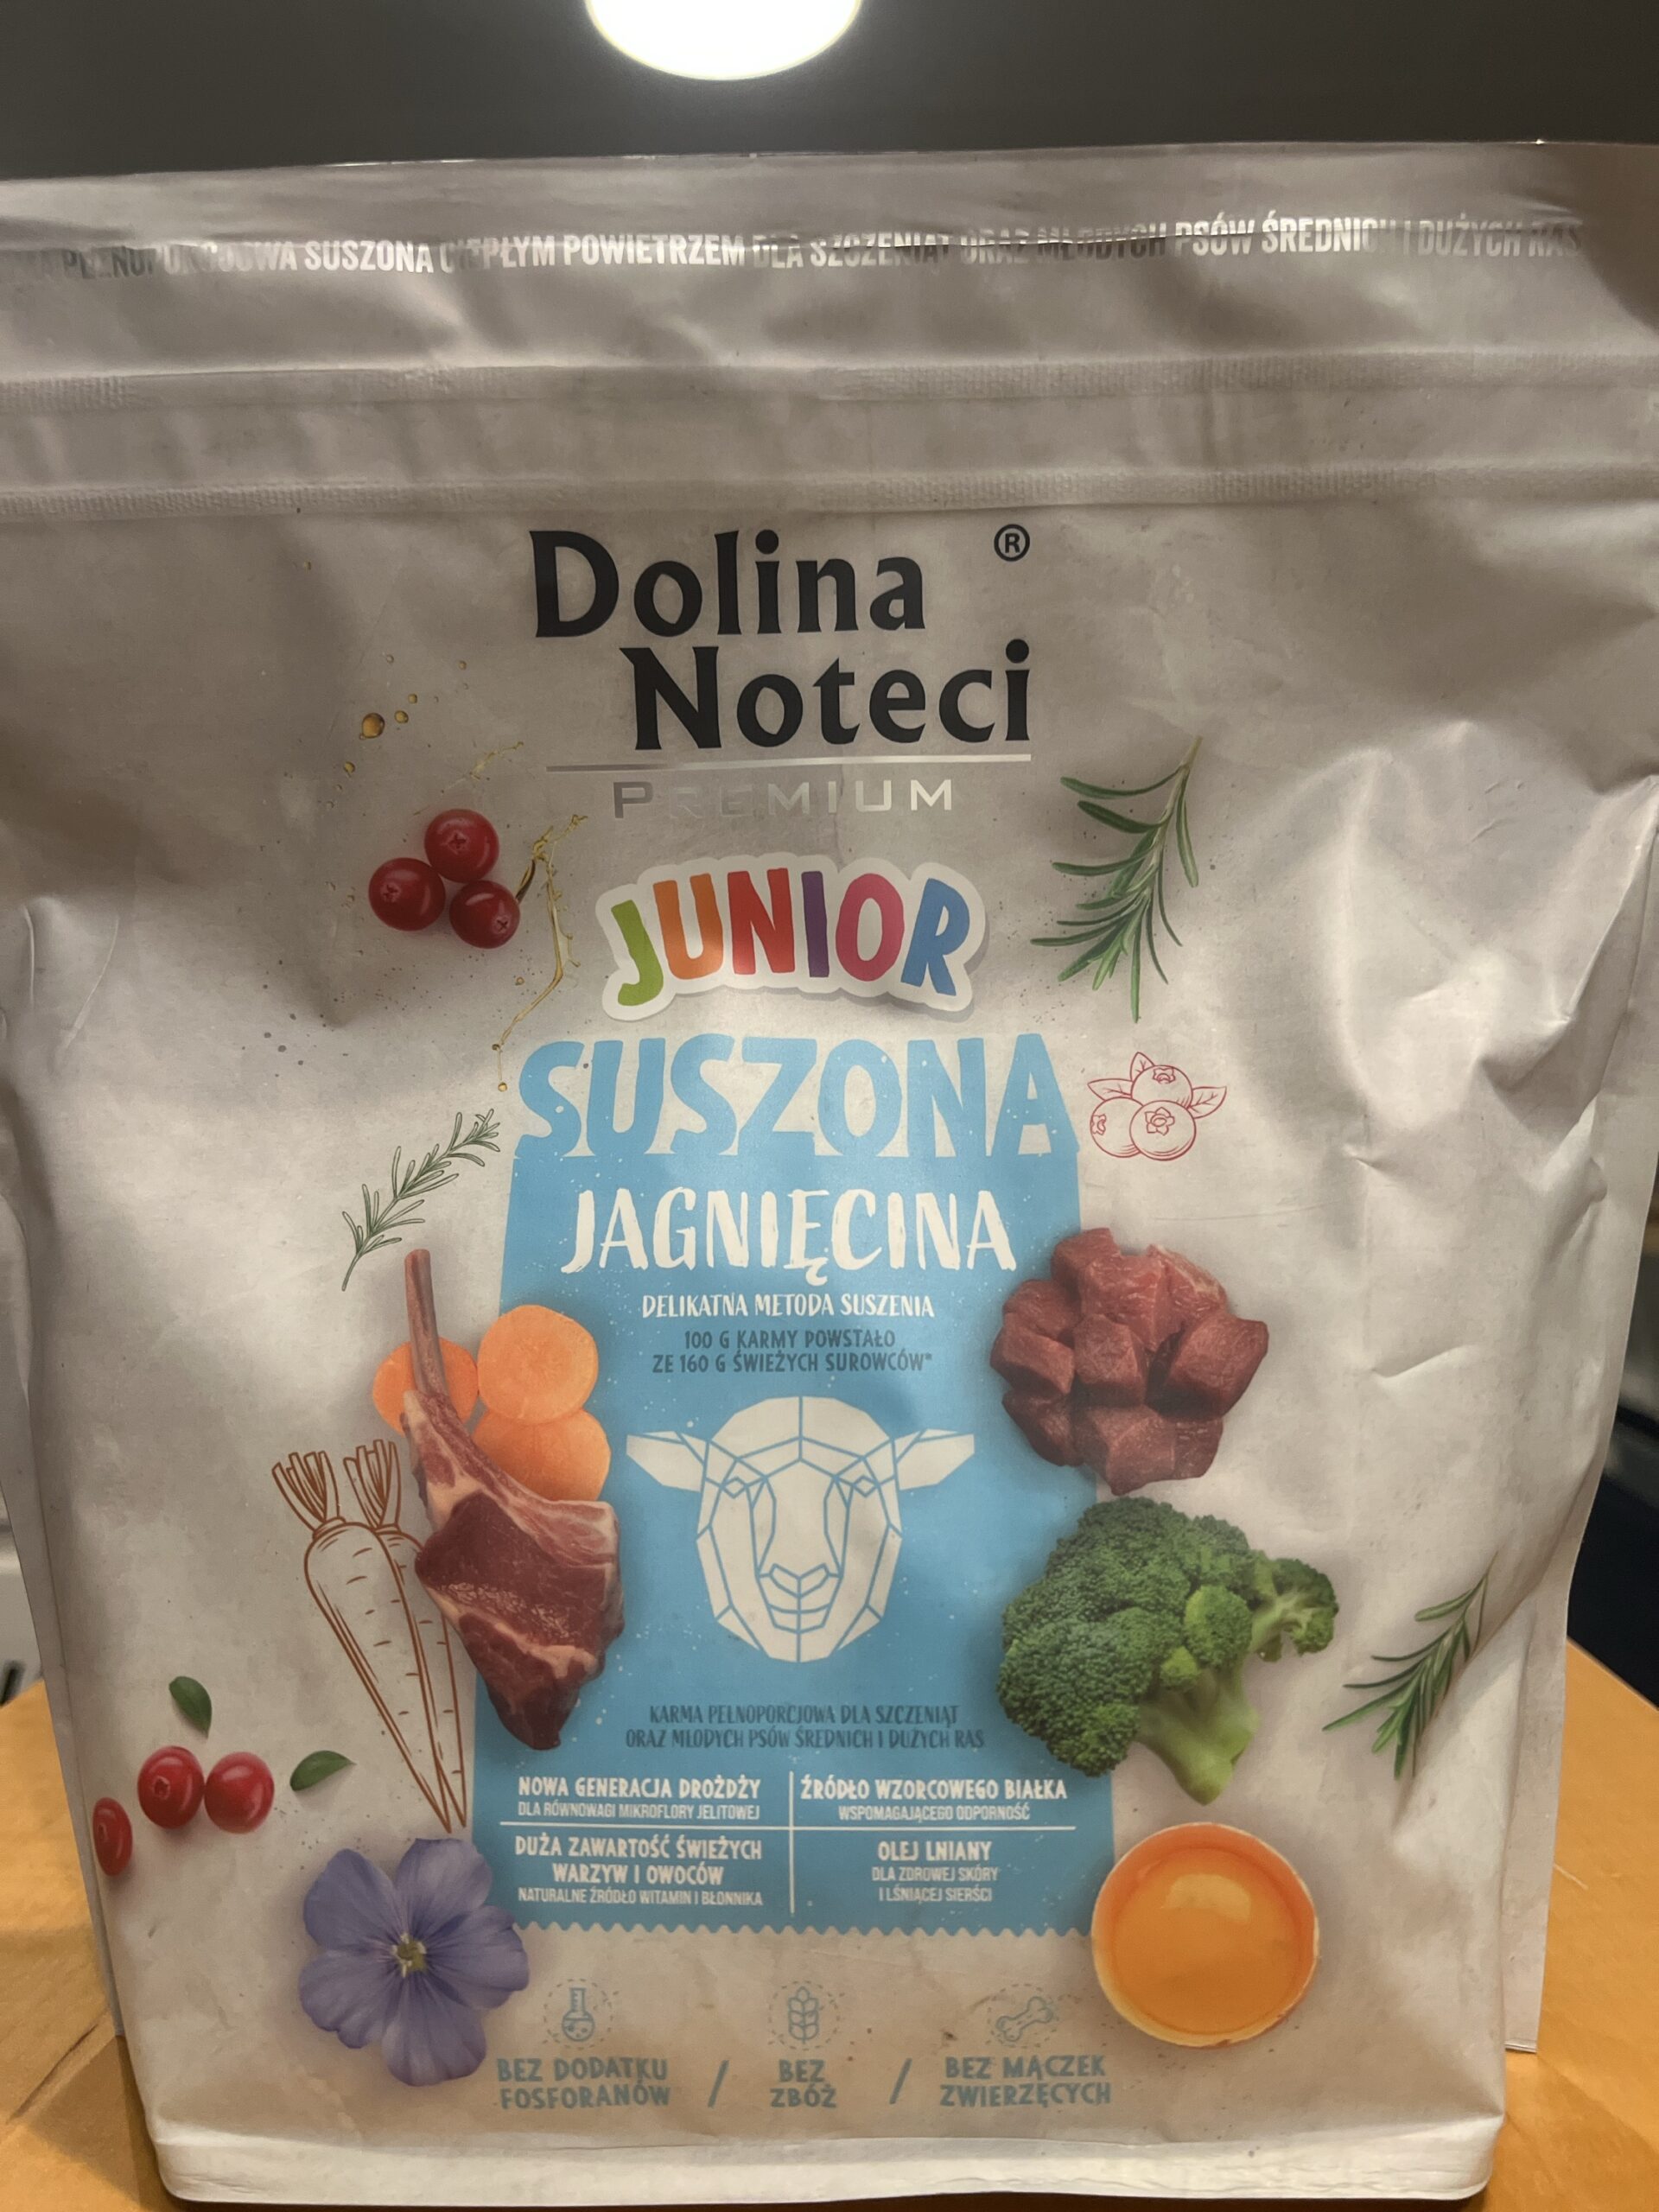 PEŁNOPORCJOWA SUSZONA CIEPŁYM POWIETRZEM DLA SZCZENIĄT ORAZ MŁODYCH PSÓW ŚREDNICH I DUŻYCH RAS
Dolina ®
Noteci
PREMIUM
JUNIOR
SUSZONA
JAGNIĘCINA
DELIKATNA METODA SUSZENIA
100 G KARMY POWSTAŁO
ZE 160 G ŚWIEŻYCH SUROWCÓW*
KARMA PEŁNOPORCJOWA DLA SZCZENIĄT
ORAZ MŁODYCH PSÓW ŚREDNICH I DUŻYCH RAS
NOWA GENERACJA DROŻDŻY
DLA RÓWNOWAGI MIKROFLORY JELITOWEJ
ŹRÓDŁO WZORCOWEGO BIAŁKA
WSPOMAGAJĄCEGO ODPORNOŚĆ
DUŻA ZAWARTOŚĆ ŚWIEŻYCH
WARZYW I OWOCÓW
NATURALNE ŹRÓDŁO WITAMIN I BŁONNIKA
OLEJ LNIANY
DLA ZDROWEJ SKÓRY
I LŚNIĄCEJ SIERŚCI
BEZ DODATKU
FOSFORANÓW
/
BEZ
ZBÓŻ
/
BEZ MĄCZEK
ZWIERZĘCYCH